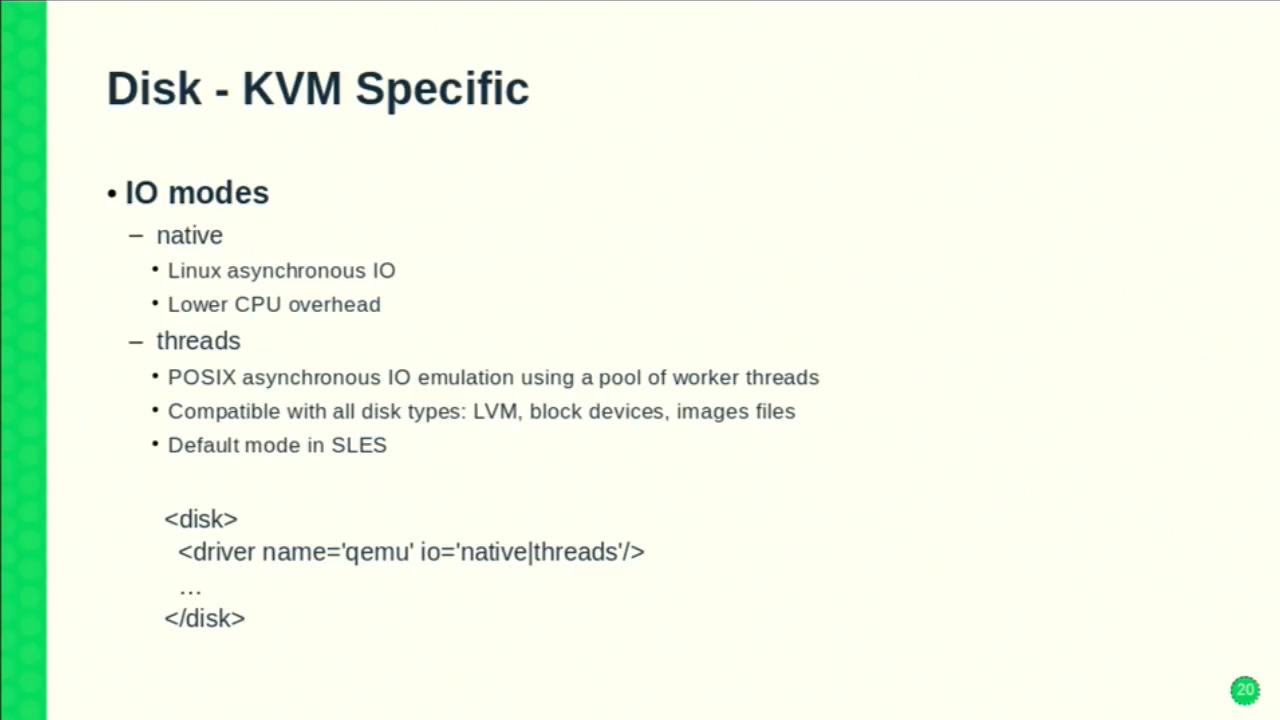 Disk - KVM Specific
• IO modes
– native
• Linux asynchronous IO
• Lower CPU overhead
– threads
• POSIX asynchronous IO emulation using a pool of worker threads
• Compatible with all disk types: LVM, block devices, images files
• Default mode in SLES
<disk>
<driver name='qemu' io='native|threads'/>
…
</disk>
20